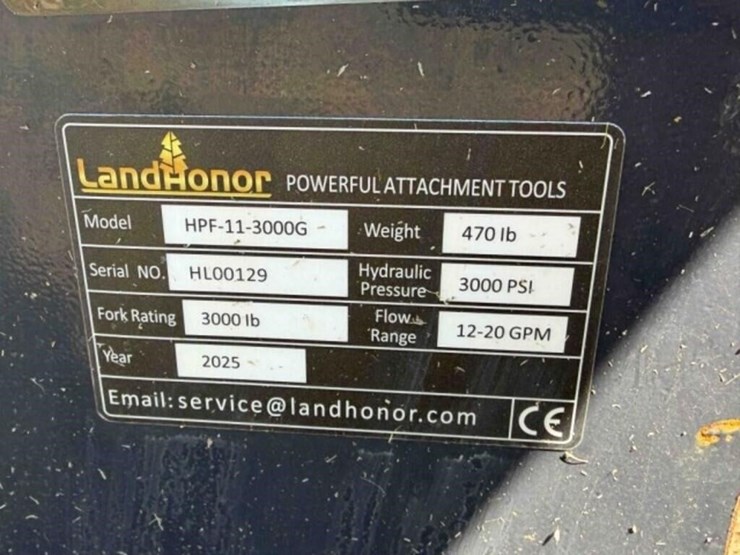 LandHonor POWERFUL ATTACHMENT TOOLS
Model HPF-11-3000G Weight 470 lb
Serial NO. HL00129 Hydraulic Pressure 3000 PSI
Fork Rating 3000 lb Flow Range 12-20 GPM
Year 2025
Email: service@landhonor.com CE